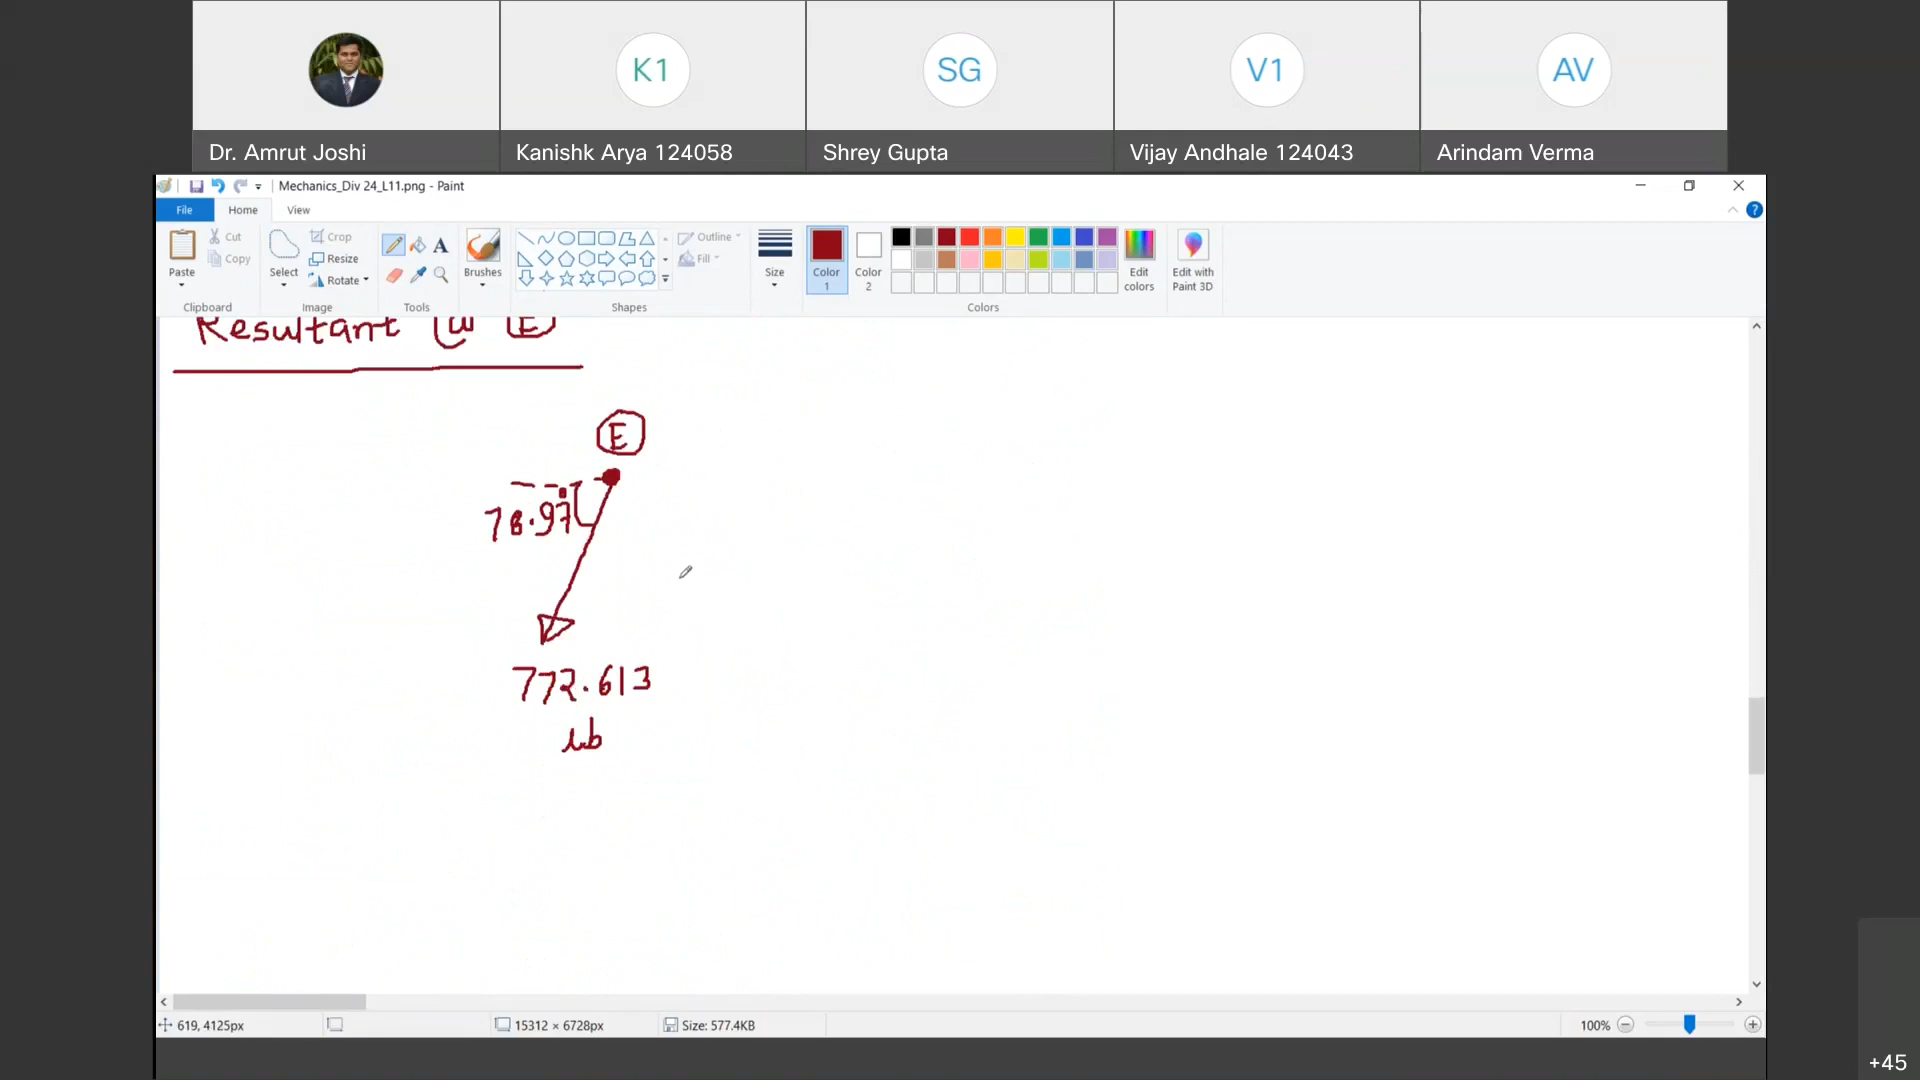 K1
SG
V1
AV
Dr. Amrut Joshi
Kanishk Arya 124058
Shrey Gupta
Vijay Andhale 124043
Arindam Verma
Mechanics_Div 24_L11.png - Paint
File
Home
View
Paste
Cut
Copy
Clipboard
Select
Crop
Resize
Rotate
Image
A
Tools
Brushes
Outline
Fill
Shapes
Size
Color 1
Color 2
Edit colors
Edit with Paint 3D
Colors
?
Resultant @ E
E
78.97°
772.613
lb
619, 4125px
15312 × 6728px
Size: 577.4KB
100%
+45